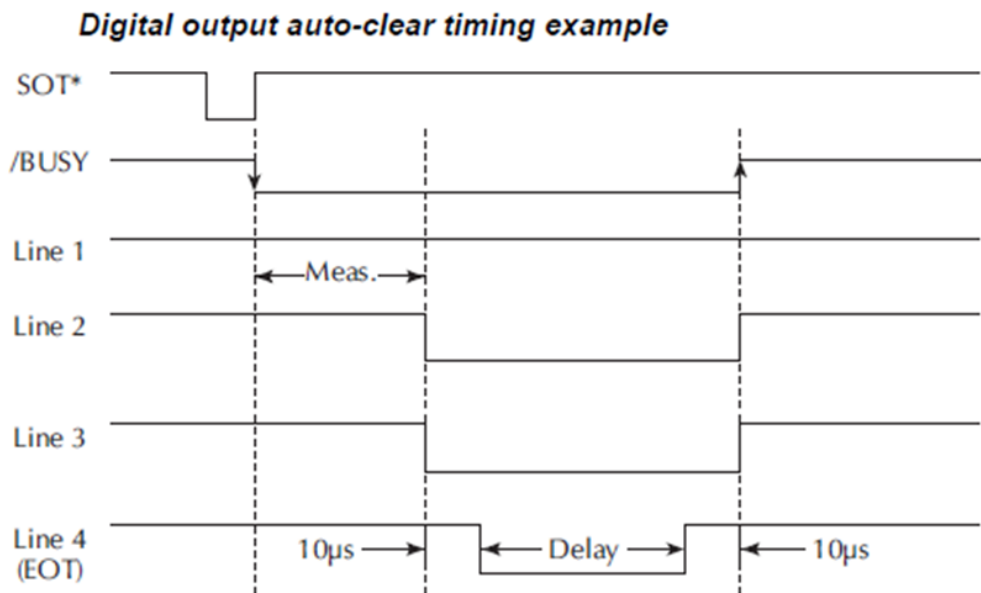 Digital output auto-clear timing example
SOT*
/BUSY
Line 1
Meas.
Line 2
Line 3
Line 4
(EOT)
10µs
Delay
10µs